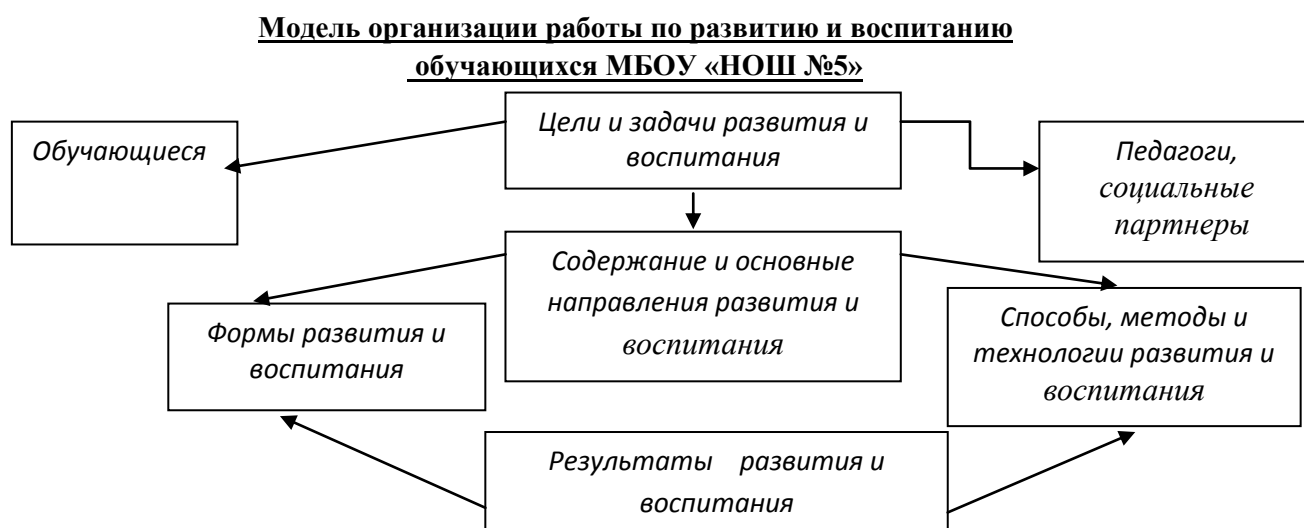 Модель организации работы по развитию и воспитанию
обучающихся МБОУ «НОШ №5»
Цели и задачи развития и
воспитания
Обучающиеся
Педагоги,
социальные
партнеры
Содержание и основные
направления развития и
воспитания
Формы развития и
воспитания
Способы, методы и
технологии развития и
воспитания
Результаты развития и
воспитания